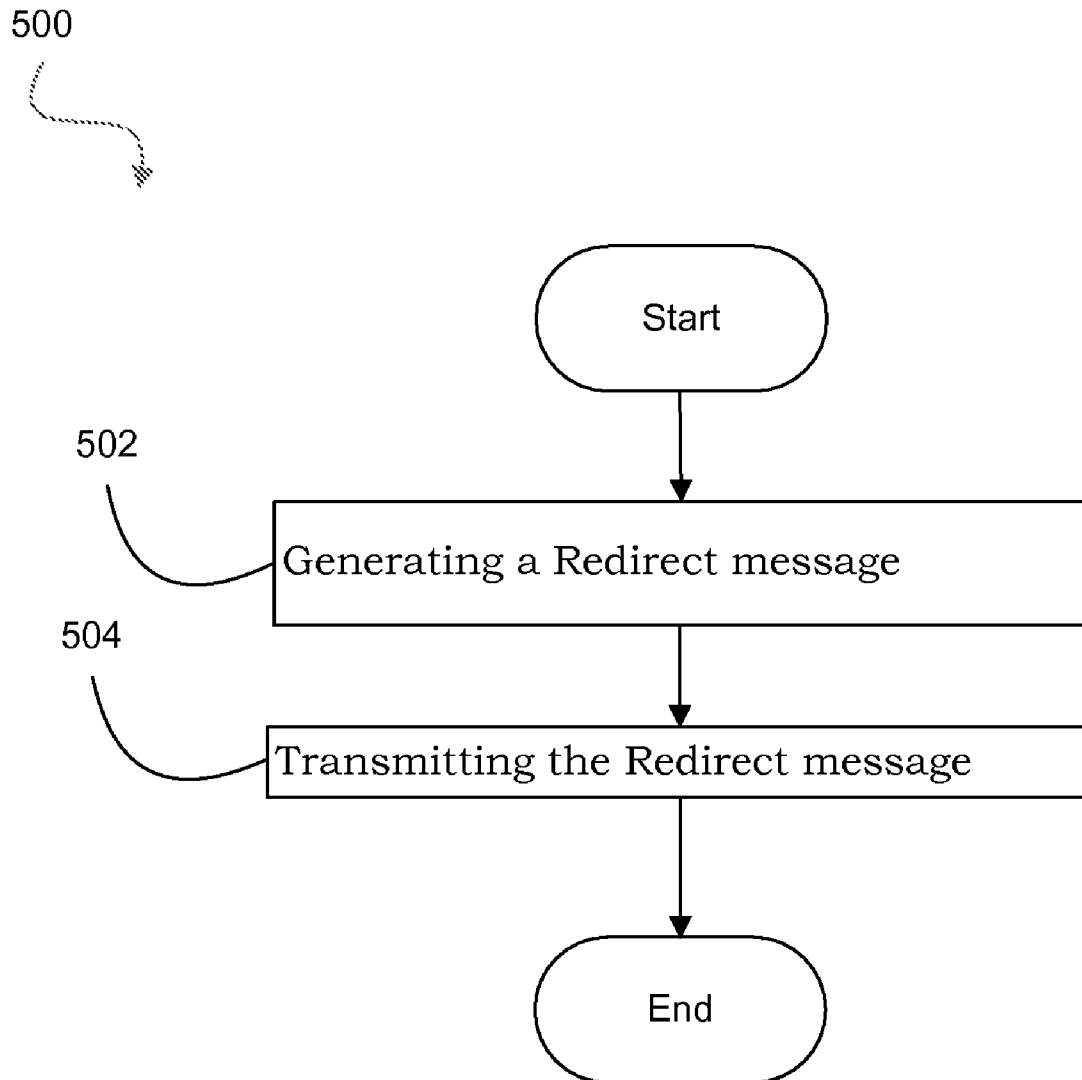 500
Start
502
Generating a Redirect message
504
Transmitting the Redirect message
End